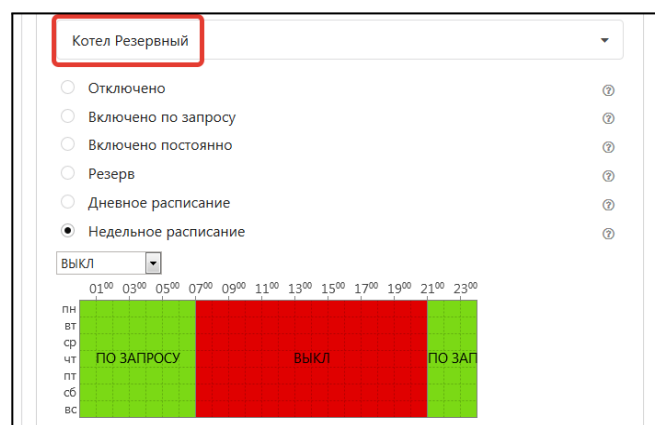 Котел Резервный
Отключено
Включено по запросу
Включено постоянно
Резерв
Дневное расписание
Недельное расписание
ВЫКЛ
01⁰⁰ 03⁰⁰ 05⁰⁰ 07⁰⁰ 09⁰⁰ 11⁰⁰ 13⁰⁰ 15⁰⁰ 17⁰⁰ 19⁰⁰ 21⁰⁰ 23⁰⁰
пн
вт
ср
чт ПО ЗАПРОСУ ВЫКЛ ПО ЗАП
пт
сб
вс